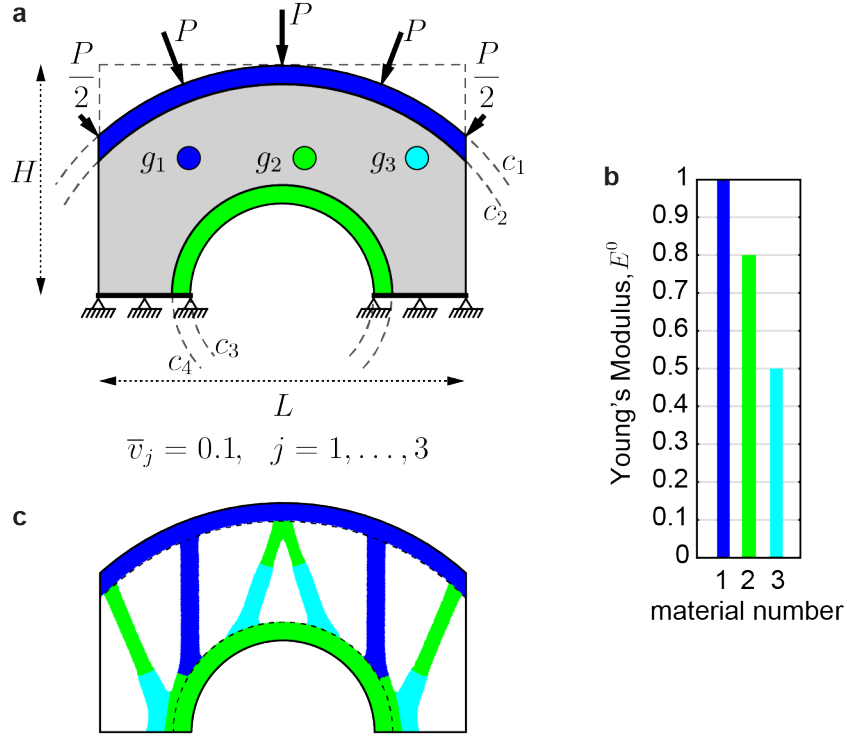 a
P
P
P
P/2
P/2
H
g₁
g₂
g₃
c₁
c₂
c₃
c₄
L
v̅ⱼ = 0.1,   j = 1, . . . , 3
b
Young's Modulus, E⁰
1
0.9
0.8
0.7
0.6
0.5
0.4
0.3
0.2
0.1
0
1 2 3
material number
c